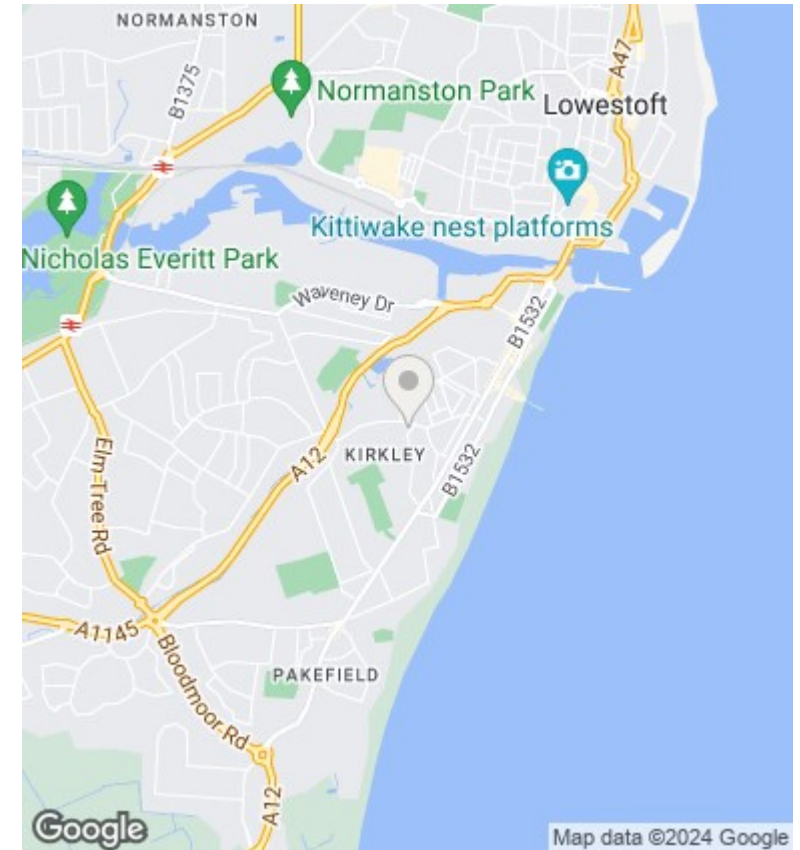 NORMANSTON
B1375
A47
Normanston Park
Lowestoft
Kittiwake nest platforms
Nicholas Everitt Park
Waveney Dr
B1532
KIRKLEY
A12
B1532
Elm Tree Rd
A1145
Bloodmoor Rd
PAKEFIELD
A12
Google
Map data ©2024 Google